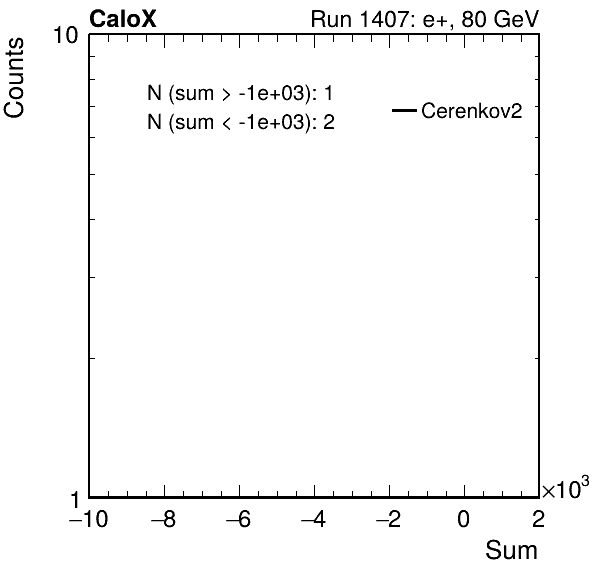 CaloX Run 1407: e+, 80 GeV
Counts
10
N (sum > -1e+03): 1
N (sum < -1e+03): 2
Cerenkov2
1
−10 −8 −6 −4 −2 0 2
×10³
Sum